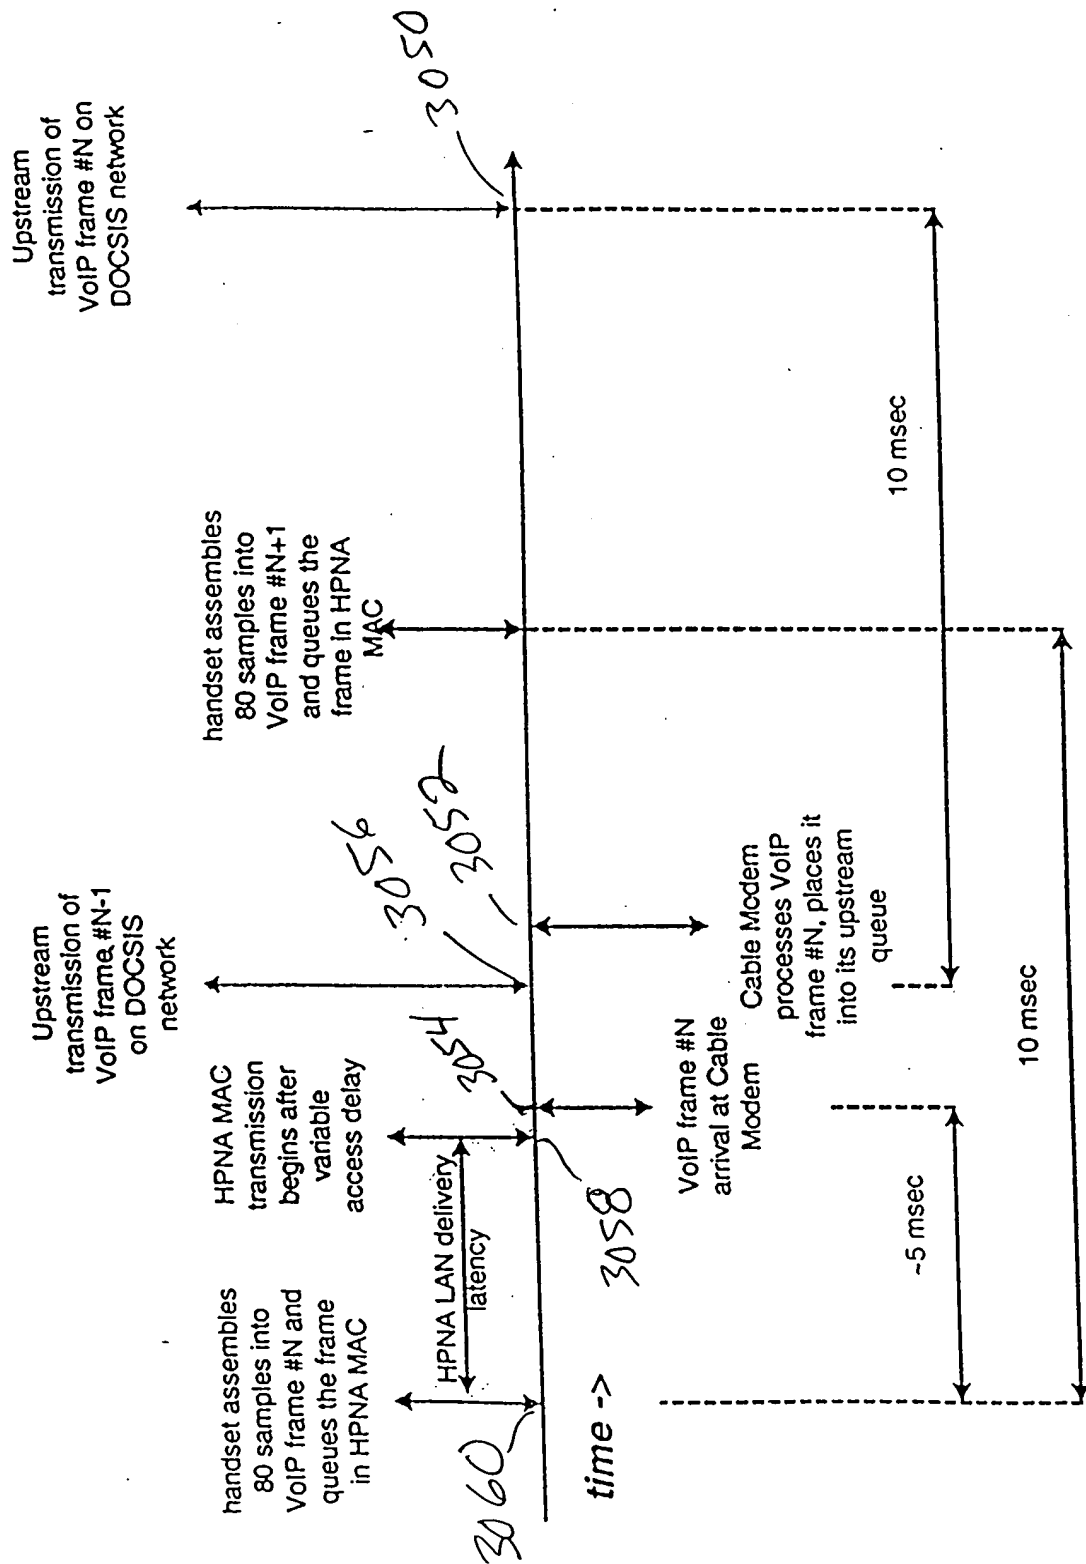 Upstream
transmission of
VoIP frame #N-1
on DOCSIS
network
Upstream
transmission of
VoIP frame #N on
DOCSIS network
handset assembles
80 samples into
VoIP frame #N and
queues the frame
in HPNA MAC
HPNA MAC
transmission
begins after
variable
access delay
handset assembles
80 samples into
VoIP frame #N+1
and queues the
frame in HPNA
MAC
HPNA LAN delivery
latency
3060
3054
3056
3052
3050
3058
time ->
VoIP frame #N
arrival at Cable
Modem
Cable Modem
processes VoIP
frame #N, places it
into its upstream
queue
~5 msec
10 msec
10 msec